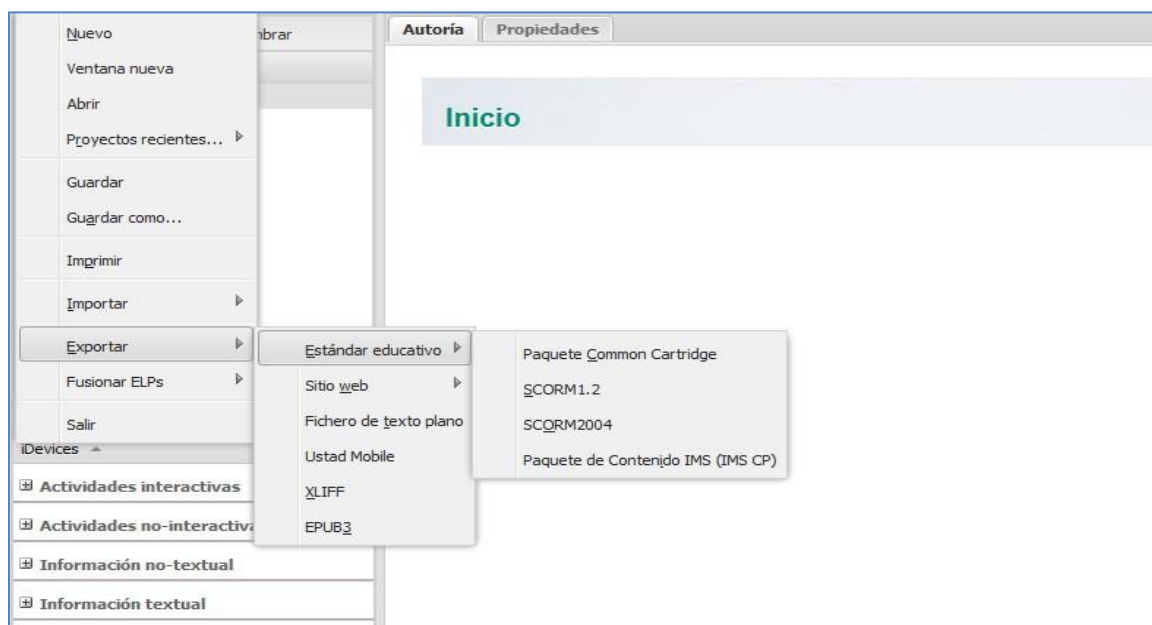 Nuevo
Ventana nueva
Abrir
Proyectos recientes...
Guardar
Guardar como...
Imprimir
Importar
Exportar
Fusionar ELPs
Salir
Estándar educativo
Sitio web
Fichero de texto plano
Ustad Mobile
XLIFF
EPUB3
Paquete Common Cartridge
SCORM1.2
SCORM2004
Paquete de Contenido IMS (IMS CP)
iDevices
Actividades interactivas
Actividades no-interactiva
Información no-textual
Información textual
Autoría Propiedades
Inicio